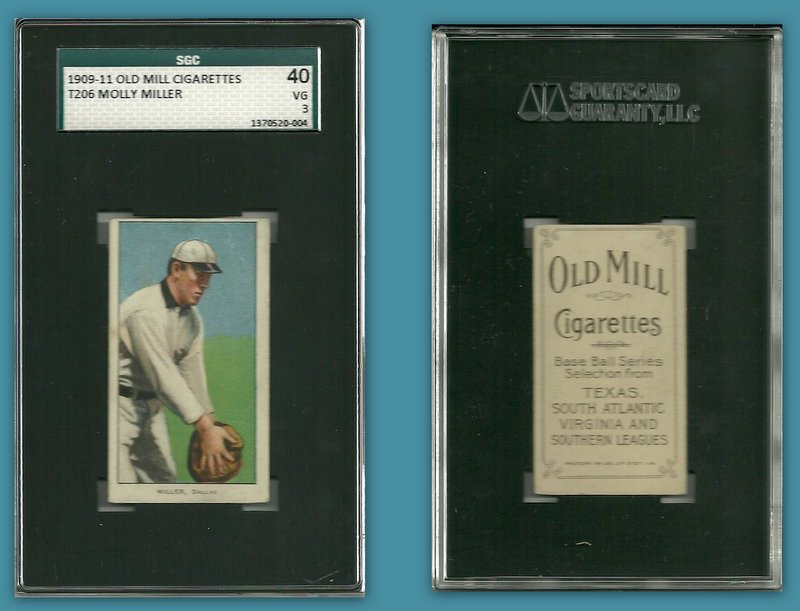 SGC
1909-11 OLD MILL CIGARETTES
40
T206 MOLLY MILLER
VG
3
1370520-004
MILLER, DALLAS
SPORTSCARD
GUARANTY, LLC
OLD MILL
Cigarettes
Base Ball Series
Selection from
TEXAS,
SOUTH ATLANTIC
VIRGINIA AND
SOUTHERN LEAGUES
FACTORY